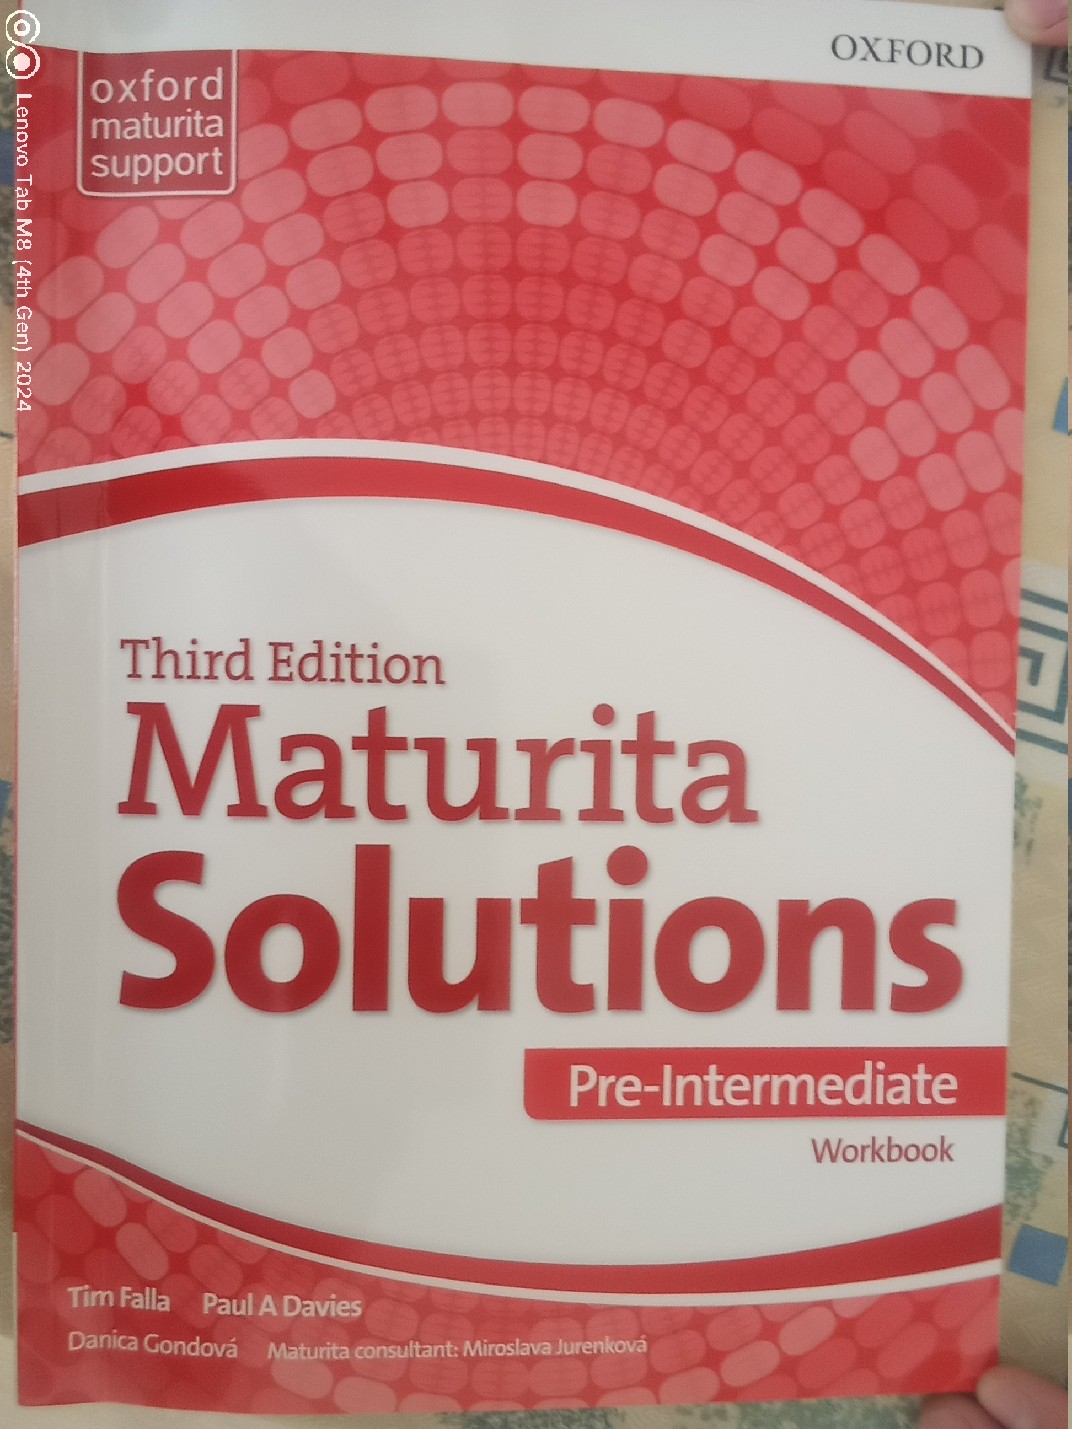 OXFORD
oxford
maturita
support
Third Edition
Maturita
Solutions
Pre-Intermediate
Workbook
Tim Falla Paul A Davies
Danica Gondová Maturita consultant: Miroslava Jurenková
Lenovo Tab M8 (4th Gen) 2024